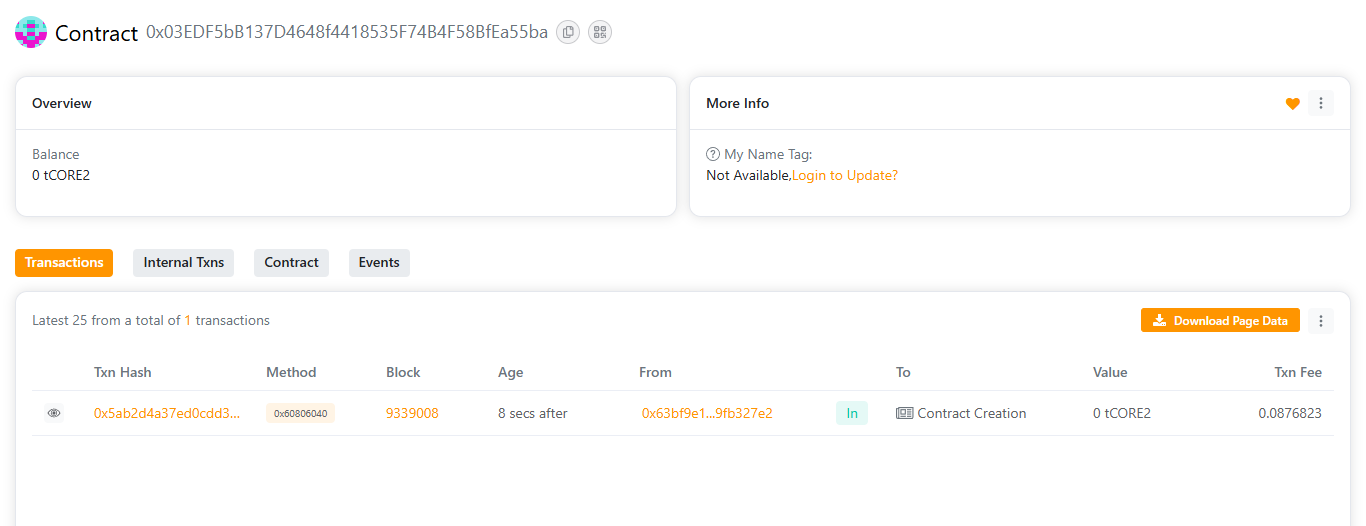 Contract 0x03EDF5bB137D4648f4418535F74B4F58BfEa55ba
Overview
Balance
0 tCORE2
More Info
My Name Tag:
Not Available,Login to Update?
Transactions Internal Txns Contract Events
Latest 25 from a total of 1 transactions
Download Page Data
Txn Hash Method Block Age From To Value Txn Fee
0x5ab2d4a37ed0cdd3... 0x60806040 9339008 8 secs after 0x63bf9e1...9fb327e2 In Contract Creation 0 tCORE2 0.0876823